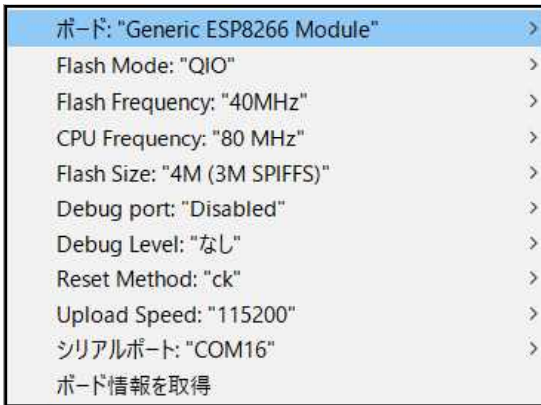 ボード: "Generic ESP8266 Module"
Flash Mode: "QIO"
Flash Frequency: "40MHz"
CPU Frequency: "80 MHz"
Flash Size: "4M (3M SPIFFS)"
Debug port: "Disabled"
Debug Level: "なし"
Reset Method: "ck"
Upload Speed: "115200"
シリアルポート: "COM16"
ボード情報を取得